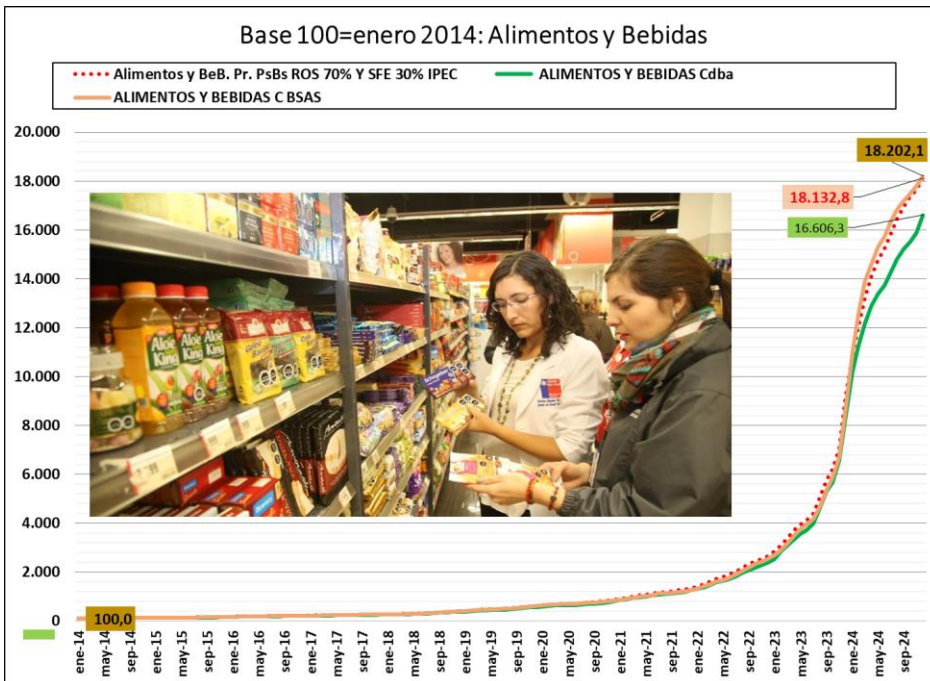 Base 100=enero 2014: Alimentos y Bebidas
Alimentos y BeB. Pr. PsBs ROS 70% Y SFE 30% IPEC
ALIMENTOS Y BEBIDAS Cdba
ALIMENTOS Y BEBIDAS C BSAS
20.000
18.000
16.000
14.000
12.000
10.000
8.000
6.000
4.000
2.000
0
18.202,1
18.132,8
16.606,3
100,0
Aloe
King
Aloe
King
ene-14
may-14
sep-14
ene-15
may-15
sep-15
ene-16
may-16
sep-16
ene-17
may-17
sep-17
ene-18
may-18
sep-18
ene-19
may-19
sep-19
ene-20
may-20
sep-20
ene-21
may-21
sep-21
ene-22
may-22
sep-22
ene-23
may-23
sep-23
ene-24
may-24
sep-24